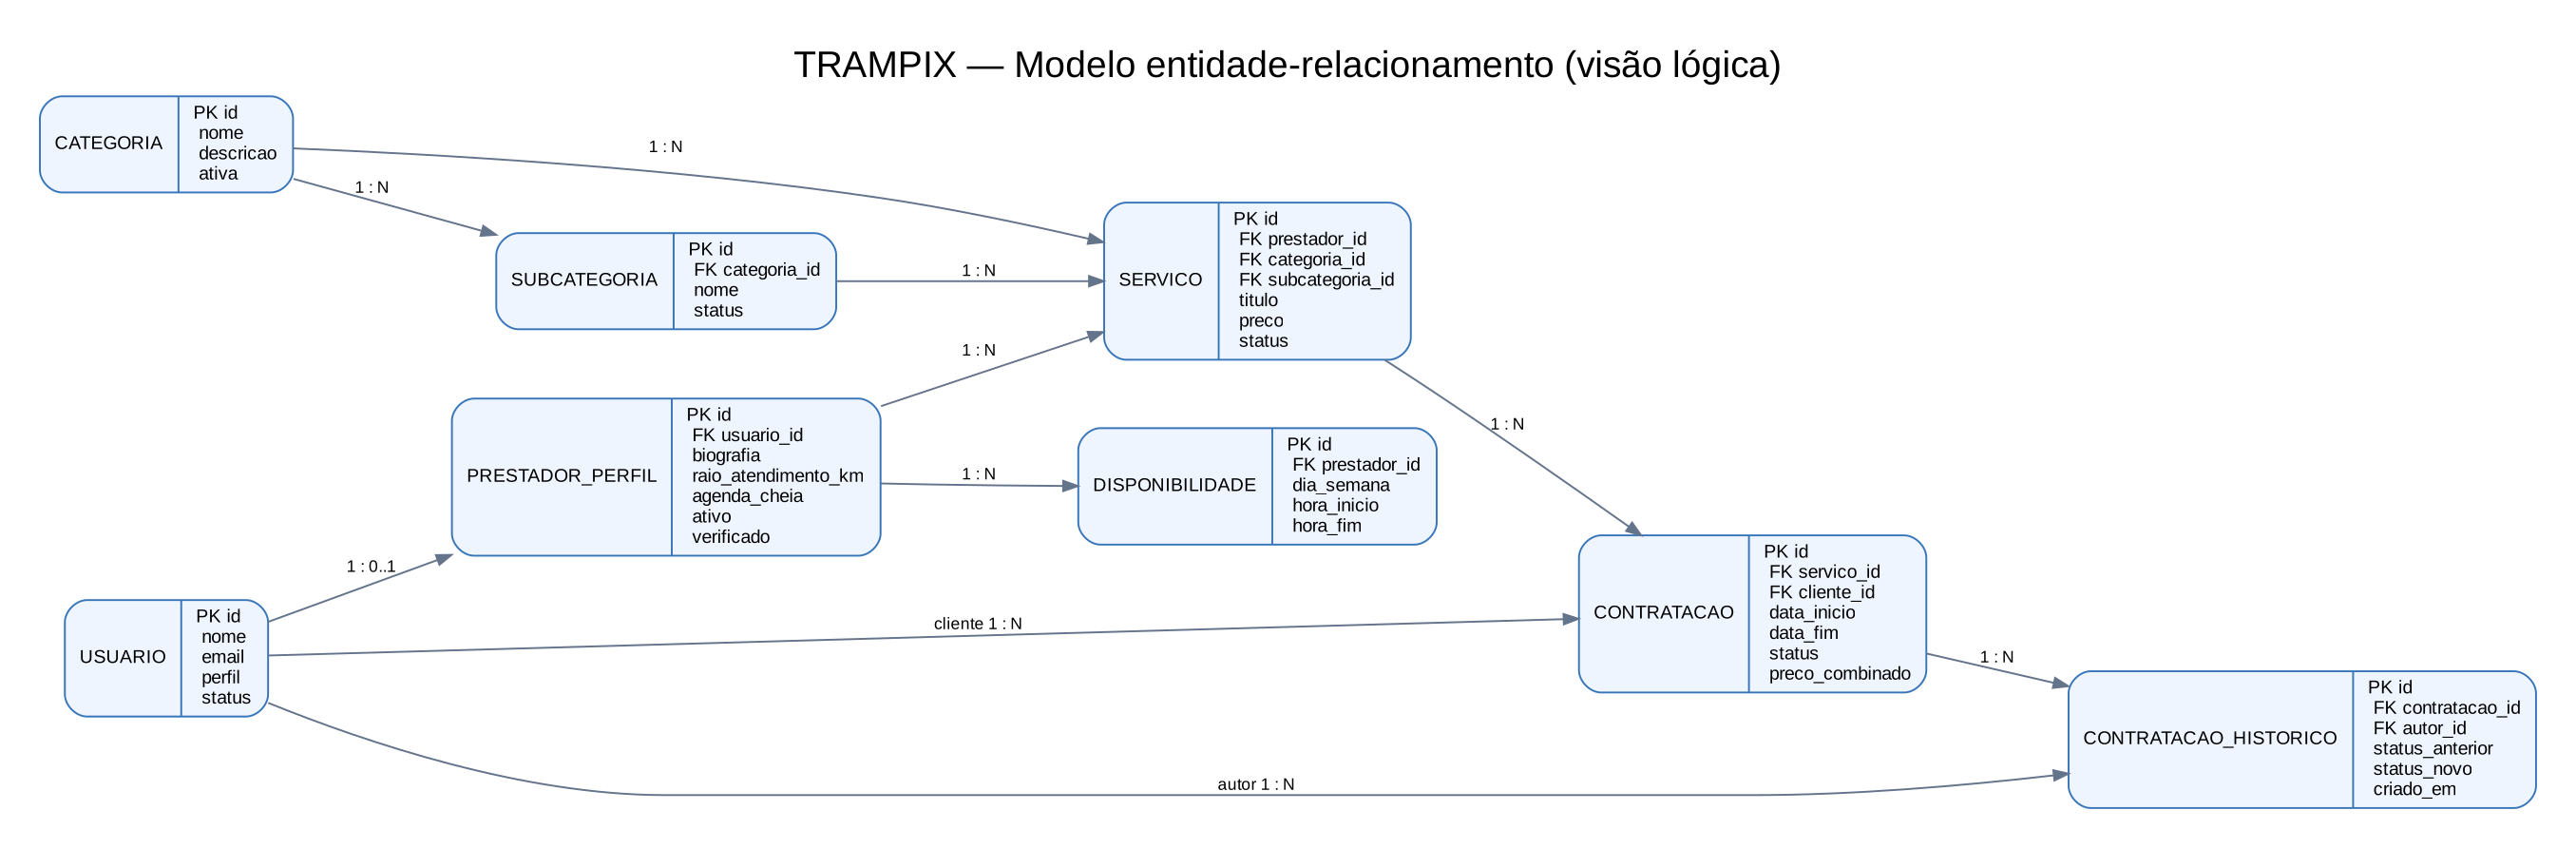 TRAMPIX — Modelo entidade-relacionamento (visão lógica)
CATEGORIA
PK id
nome
descricao
ativa
1 : N
1 : N
SUBCATEGORIA
PK id
FK categoria_id
nome
status
1 : N
SERVICO
PK id
FK prestador_id
FK categoria_id
FK subcategoria_id
titulo
preco
status
1 : N
PRESTADOR_PERFIL
PK id
FK usuario_id
biografia
raio_atendimento_km
agenda_cheia
ativo
verificado
1 : N
DISPONIBILIDADE
PK id
FK prestador_id
dia_semana
hora_inicio
hora_fim
1 : N
1 : 0..1
USUARIO
PK id
nome
email
perfil
status
cliente 1 : N
CONTRATACAO
PK id
FK servico_id
FK cliente_id
data_inicio
data_fim
status
preco_combinado
1 : N
autor 1 : N
CONTRATACAO_HISTORICO
PK id
FK contratacao_id
FK autor_id
status_anterior
status_novo
criado_em